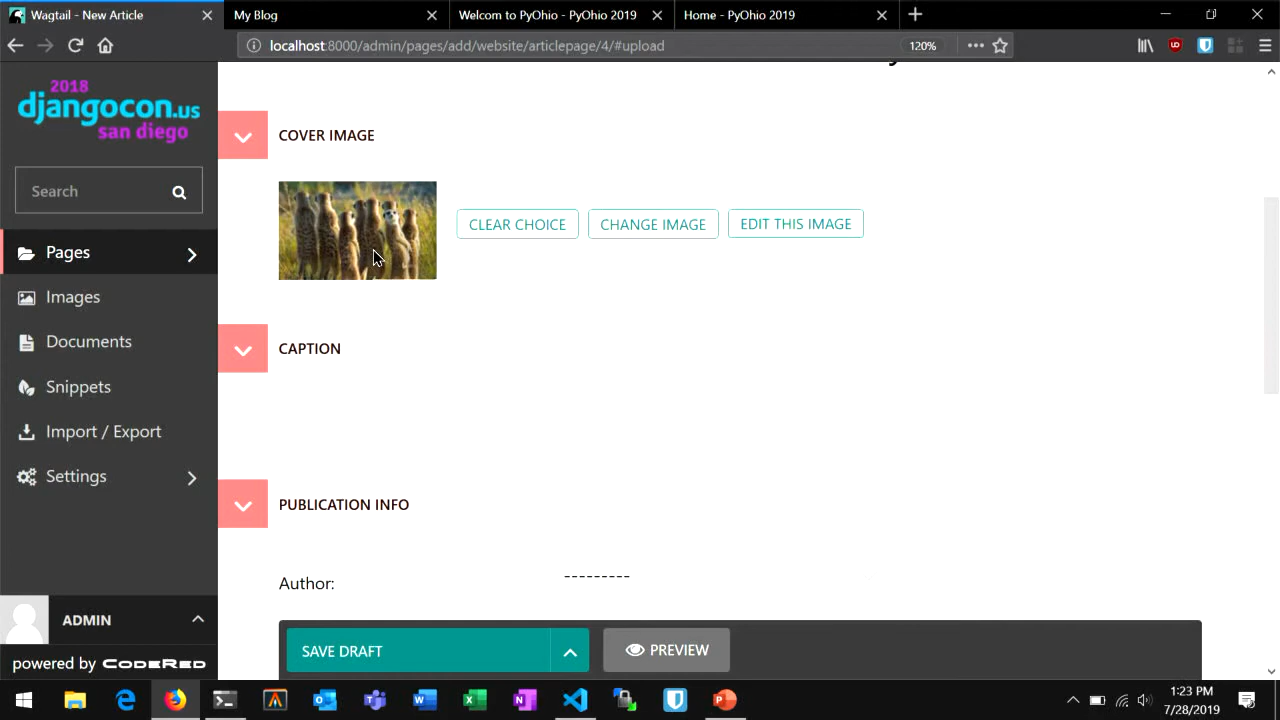 Wagtail - New Article
My Blog
Welcom to PyOhio - PyOhio 2019
Home - PyOhio 2019
localhost:8000/admin/pages/add/website/articlepage/4/#upload
120%
2018
djangocon.us
san diego
Search
Pages
Images
Documents
Snippets
Import / Export
Settings
ADMIN
powered by CODERED
COVER IMAGE
CLEAR CHOICE
CHANGE IMAGE
EDIT THIS IMAGE
CAPTION
PUBLICATION INFO
Author:
---------
SAVE DRAFT
PREVIEW
1:23 PM
7/28/2019